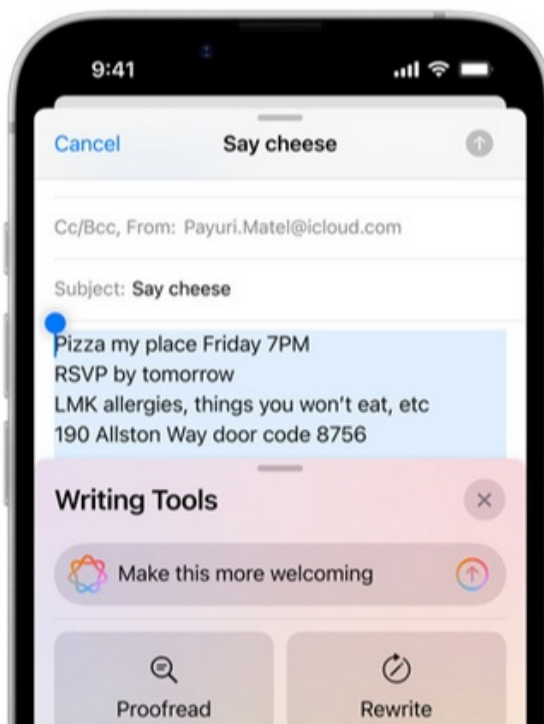 9:41
Cancel Say cheese
Cc/Bcc, From: Payuri.Matel@icloud.com
Subject: Say cheese
Pizza my place Friday 7PM
RSVP by tomorrow
LMK allergies, things you won't eat, etc
190 Allston Way door code 8756
Writing Tools
Make this more welcoming
Proofread Rewrite